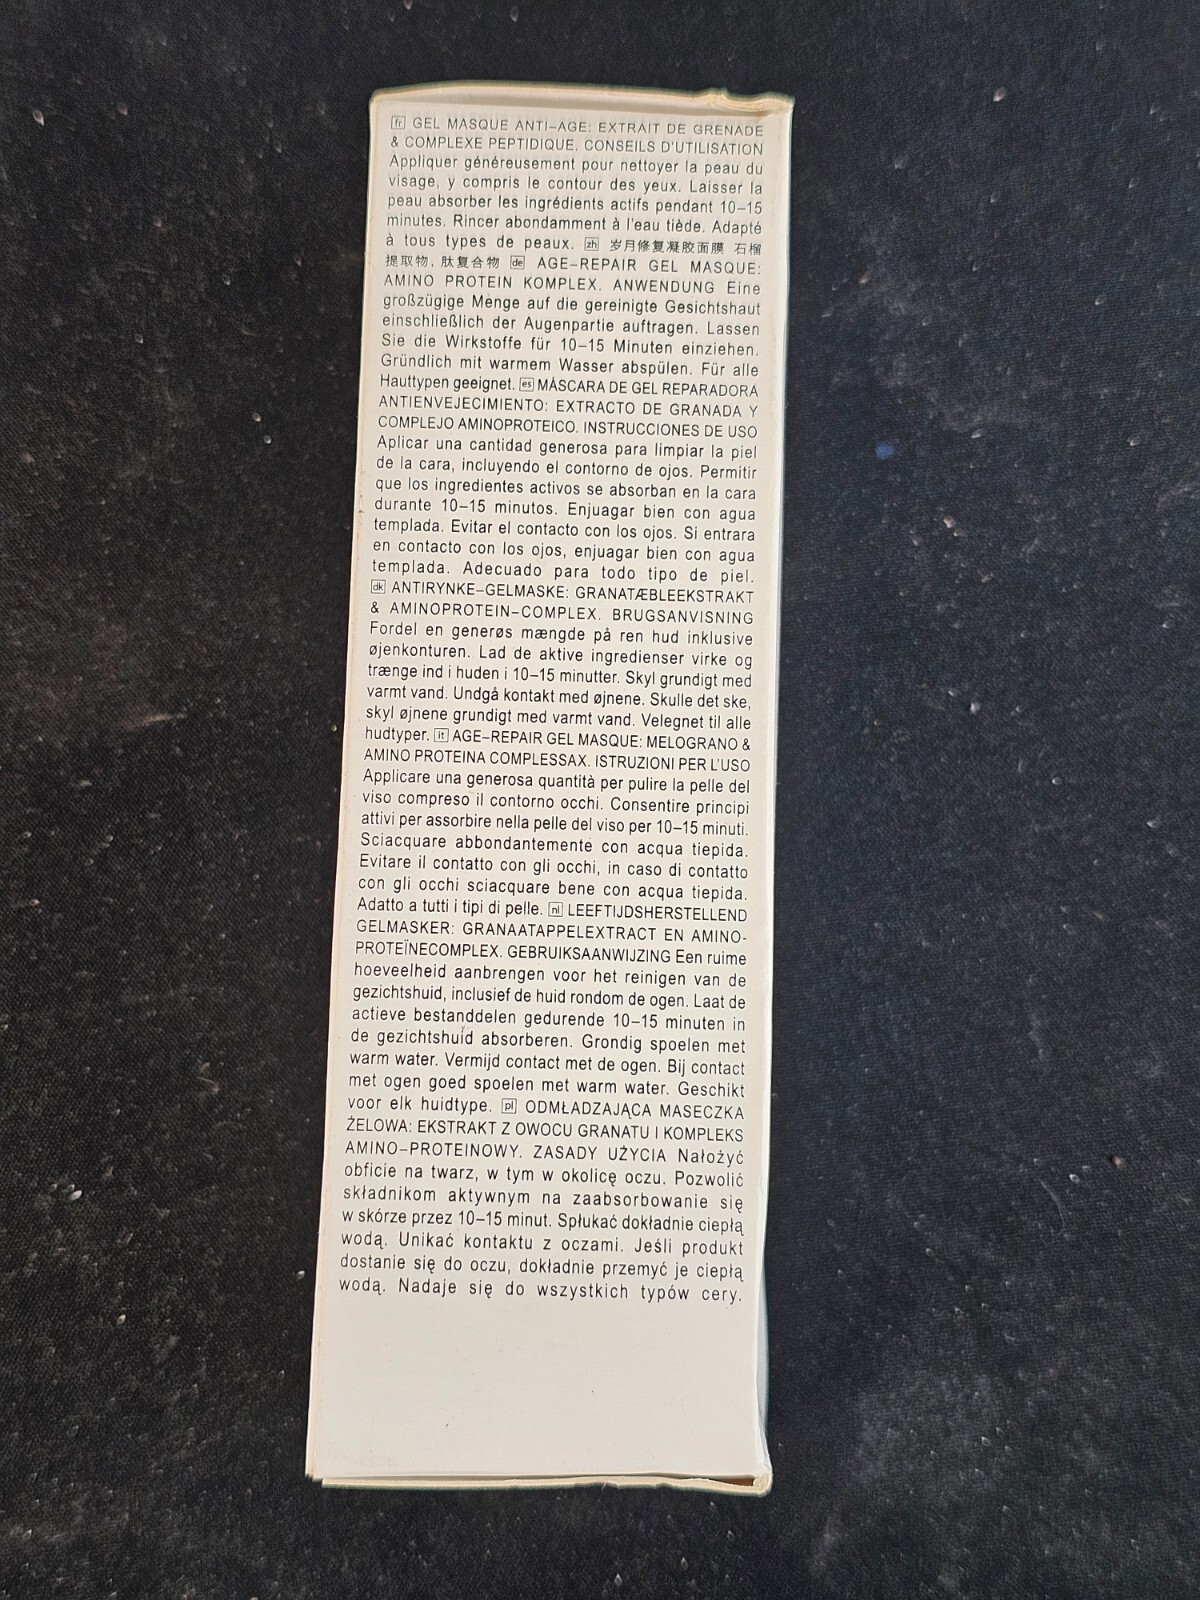 fr GEL MASQUE ANTI–AGE: EXTRAIT DE GRENADE
& COMPLEXE PEPTIDIQUE. CONSEILS D'UTILISATION
Appliquer généreusement pour nettoyer la peau du
visage, y compris le contour des yeux. Laisser la
peau absorber les ingrédients actifs pendant 10–15
minutes. Rincer abondamment à l'eau tiède. Adapté
à tous types de peaux. zh 岁月修复凝胶面膜 石榴
提取物, 肽复合物 de AGE–REPAIR GEL MASQUE:
AMINO PROTEIN KOMPLEX. ANWENDUNG Eine
großzügige Menge auf die gereinigte Gesichtshaut
einschließlich der Augenpartie auftragen. Lassen
Sie die Wirkstoffe für 10–15 Minuten einziehen.
Gründlich mit warmem Wasser abspülen. Für alle
Hauttypen geeignet. es MÁSCARA DE GEL REPARADORA
ANTIENVEJECIMIENTO: EXTRACTO DE GRANADA Y
COMPLEJO AMINOPROTEICO. INSTRUCCIONES DE USO
Aplicar una cantidad generosa para limpiar la piel
de la cara, incluyendo el contorno de ojos. Permitir
que los ingredientes activos se absorban en la cara
durante 10–15 minutos. Enjuagar bien con agua
templada. Evitar el contacto con los ojos. Si entrara
en contacto con los ojos, enjuagar bien con agua
templada. Adecuado para todo tipo de piel.
dk ANTIRYNKE–GELMASKE: GRANATÆBLEEKSTRAKT
& AMINOPROTEIN–COMPLEX. BRUGSANVISNING
Fordel en generøs mængde på ren hud inklusive
øjenkonturen. Lad de aktive ingredienser virke og
trænge ind i huden i 10–15 minutter. Skyl grundigt med
varmt vand. Undgå kontakt med øjnene. Skulle det ske,
skyl øjnene grundigt med varmt vand. Velegnet til alle
hudtyper. it AGE–REPAIR GEL MASQUE: MELOGRANO &
AMINO PROTEINA COMPLESSAX. ISTRUZIONI PER L'USO
Applicare una generosa quantità per pulire la pelle del
viso compreso il contorno occhi. Consentire principi
attivi per assorbire nella pelle del viso per 10–15 minuti.
Sciacquare abbondantemente con acqua tiepida.
Evitare il contatto con gli occhi, in caso di contatto
con gli occhi sciacquare bene con acqua tiepida.
Adatto a tutti i tipi di pelle. nl LEEFTIJDSHERSTELLEND
GELMASKER: GRANAATAPPELEXTRACT EN AMINO-
PROTEÏNECOMPLEX. GEBRUIKSAANWIJZING Een ruime
hoeveelheid aanbrengen voor het reinigen van de
gezichtshuid, inclusief de huid rondom de ogen. Laat de
actieve bestanddelen gedurende 10–15 minuten in
de gezichtshuid absorberen. Grondig spoelen met
warm water. Vermijd contact met de ogen. Bij contact
met ogen goed spoelen met warm water. Geschikt
voor elk huidtype. pl ODMŁADZAJĄCA MASECZKA
ŻELOWA: EKSTRAKT Z OWOCU GRANATU I KOMPLEKS
AMINO–PROTEINOWY. ZASADY UŻYCIA Nałożyć
obficie na twarz, w tym w okolicę oczu. Pozwolić
składnikom aktywnym na zaabsorbowanie się
w skórze przez 10–15 minut. Spłukać dokładnie ciepłą
wodą. Unikać kontaktu z oczami. Jeśli produkt
dostanie się do oczu, dokładnie przemyć je ciepłą
wodą. Nadaje się do wszystkich typów cery.